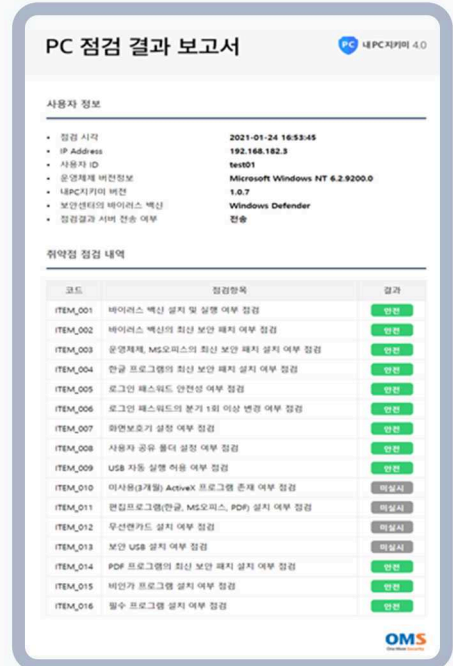 PC 점검 결과 보고서
PC 내PC지키미 4.0
사용자 정보
• 점검 시각 2021-01-24 16:53:45
• IP Address 192.168.182.3
• 사용자 ID test01
• 운영체제 버전정보 Microsoft Windows NT 6.2.9200.0
• 내PC지키미 버전 1.0.7
• 보안센터의 바이러스 백신 Windows Defender
• 점검결과 서버 전송 여부 전송
취약점 점검 내역
코드 점검항목 결과
ITEM_001 바이러스 백신 설치 및 실행 여부 점검 안전
ITEM_002 바이러스 백신의 최신 보안 패치 여부 점검 안전
ITEM_003 운영체제, MS오피스의 최신 보안 패치 설치 여부 점검 안전
ITEM_004 한글 프로그램의 최신 보안 패치 설치 여부 점검 안전
ITEM_005 로그인 패스워드 안전성 여부 점검 안전
ITEM_006 로그인 패스워드의 분기 1회 이상 변경 여부 점검 안전
ITEM_007 화면보호기 설정 여부 점검 안전
ITEM_008 사용자 공유 폴더 설정 여부 점검 안전
ITEM_009 USB 자동 실행 허용 여부 점검 안전
ITEM_010 미사용(3개월) ActiveX 프로그램 존재 여부 점검 미실시
ITEM_011 편집프로그램(한글, MS오피스, PDF) 설치 여부 점검 미실시
ITEM_012 무선랜카드 설치 여부 점검 미실시
ITEM_013 보안 USB 설치 여부 점검 미실시
ITEM_014 PDF 프로그램의 최신 보안 패치 설치 여부 점검 안전
ITEM_015 비인가 프로그램 설치 여부 점검 안전
ITEM_016 필수 프로그램 설치 여부 점검 안전
OMS
One More Security